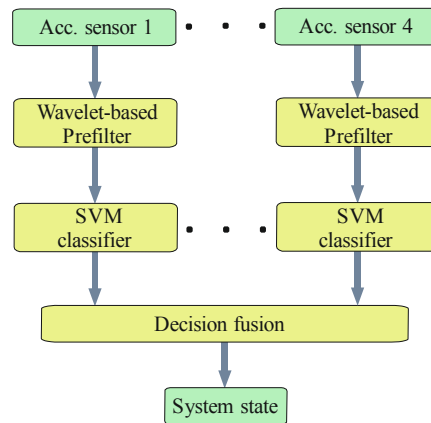 Acc. sensor 1
Acc. sensor 4
Wavelet-based
Prefilter
Wavelet-based
Prefilter
SVM
classifier
SVM
classifier
Decision fusion
System state